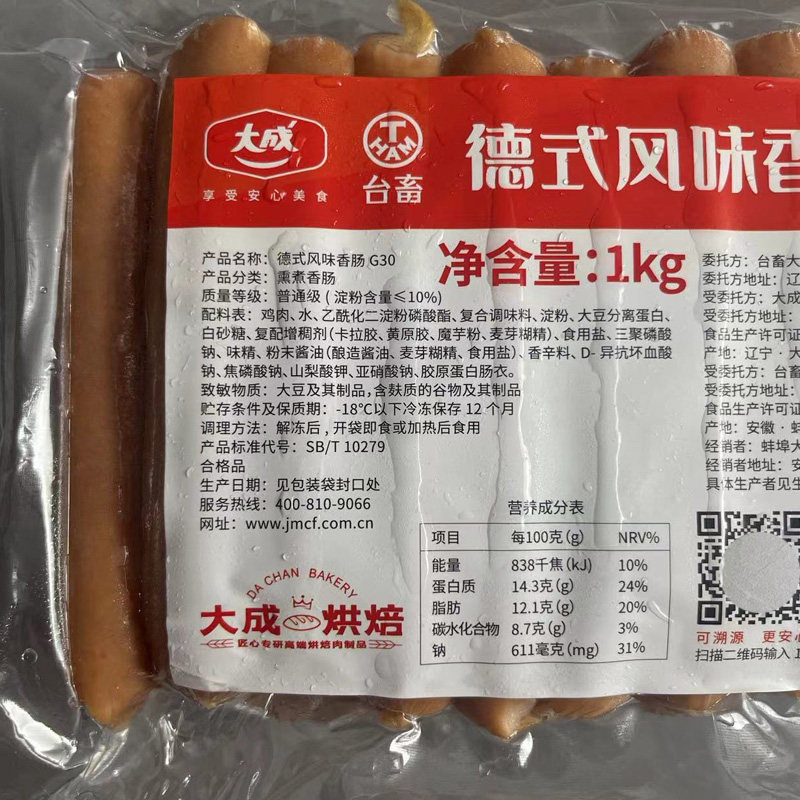 大成
享受安心美食
T
HAM
台畜
德式风味香
净含量:1kg
产品名称: 德式风味香肠 G30
产品分类: 熏煮香肠
质量等级: 普通级 ( 淀粉含量≤10%)
配料表: 鸡肉、水、乙酰化二淀粉磷酸酯、复合调味料、淀粉、大豆分离蛋白、
白砂糖、复配增稠剂(卡拉胶、黄原胶、魔芋粉、麦芽糊精)、食用盐、三聚磷酸
钠、味精、粉末酱油(酿造酱油、麦芽糊精、食用盐)、香辛料、D- 异抗坏血酸
钠、焦磷酸钠、山梨酸钾、亚硝酸钠、胶原蛋白肠衣。
致敏物质: 大豆及其制品,含麸质的谷物及其制品
贮存条件及保质期: -18℃以下冷冻保存 12 个月
调理方法: 解冻后 , 开袋即食或加热后食用
产品标准代号: SB/T 10279
合格品
生产日期: 见包装袋封口处
服务热线: 400-810-9066
网址: www.jmcf.com.cn
委托方: 台畜大
委托方地址: 辽
受委托方: 大成
食品生产许可证
产地: 辽宁 · 大
受委托方: 台畜
受委托方地址:
食品生产许可证
产地: 安徽 · 蚌
经销者: 蚌埠大
经销者地址: 安
具体生产者见生
营养成分表
项目 每100克(g) NRV%
能量 838千焦(kJ) 10%
蛋白质 14.3克(g) 24%
脂肪 12.1克(g) 20%
碳水化合物 8.7克(g) 3%
钠 611毫克(mg) 31%
DA CHAN BAKERY
大成 烘焙
匠心专研高端烘焙肉制品
可溯源 更安心
扫描二维码输入 1